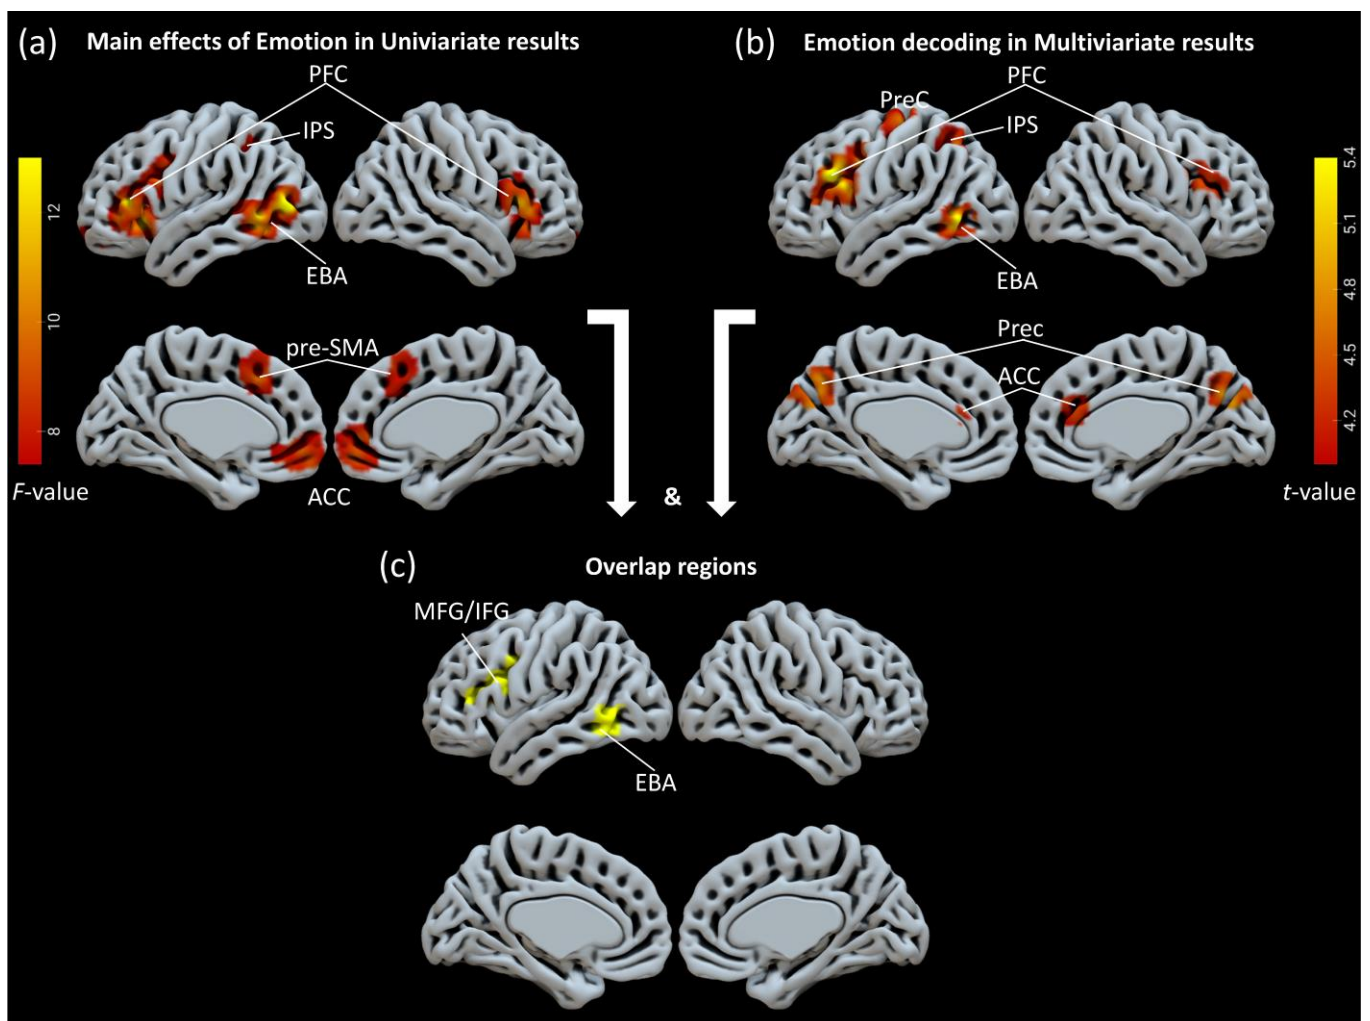 (a) Main effects of Emotion in Univiariate results
PFC
IPS
EBA
12
10
8
F-value
pre-SMA
ACC
(b) Emotion decoding in Multiviariate results
PFC
PreC
IPS
EBA
5.4
5.1
4.8
4.5
4.2
t-value
Prec
ACC
&
(c) Overlap regions
MFG/IFG
EBA